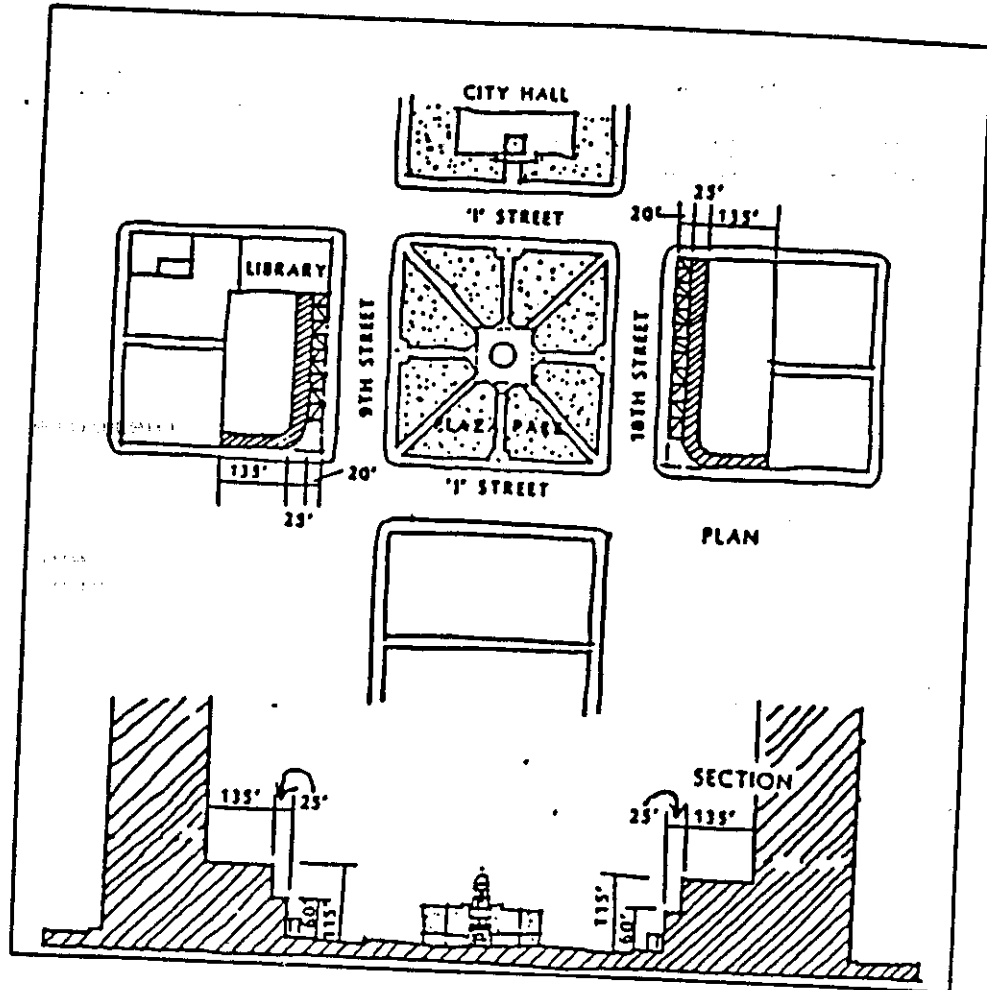 CITY HALL
'I' STREET
25'
20'
135'
LIBRARY
9TH STREET
10TH STREET
PLAZA PARK
135'
20'
25'
'J' STREET
PLAN
SECTION
135'
25'
25'
135'
60'
115'
115'
60'